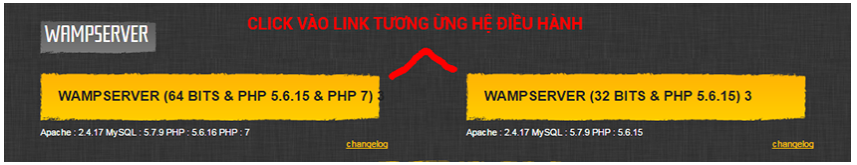 CLICK VÀO LINK TƯƠNG ỨNG HỆ ĐIỀU HÀNH
WAMPSERVER
WAMPSERVER (64 BITS & PHP 5.6.15 & PHP 7) 3
Apache : 2.4.17 MySQL : 5.7.9 PHP : 5.6.16 PHP : 7
changelog
WAMPSERVER (32 BITS & PHP 5.6.15) 3
Apache : 2.4.17 MySQL : 5.7.9 PHP : 5.6.15
changelog